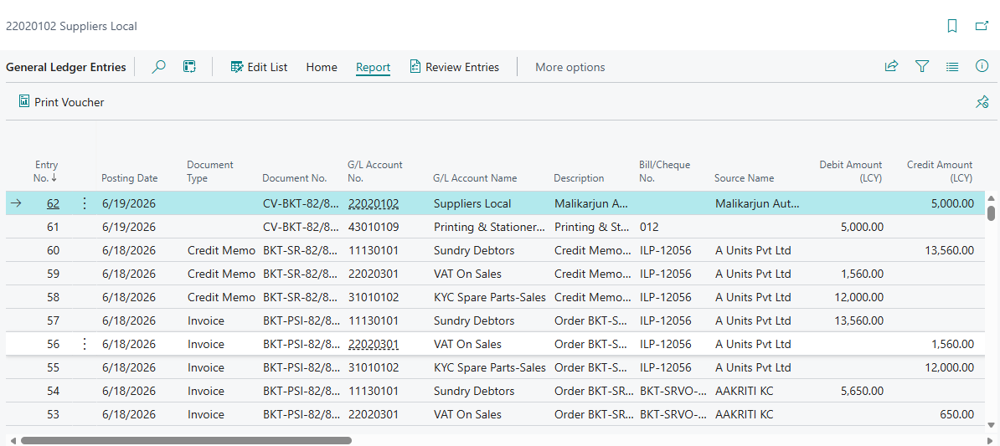 22020102 Suppliers Local
General Ledger Entries Edit List Home Report Review Entries More options
Print Voucher
Entry No.↓ Posting Date Document Type Document No. G/L Account No. G/L Account Name Description Bill/Cheque No. Source Name Debit Amount (LCY) Credit Amount (LCY)
62 6/19/2026 CV-BKT-82/8... 22020102 Suppliers Local Malikarjun A... Malikarjun Aut... 5,000.00
61 6/19/2026 CV-BKT-82/8... 43010109 Printing & Stationer... Printing & St... 012 5,000.00
60 6/18/2026 Credit Memo BKT-SR-82/8... 11130101 Sundry Debtors Credit Memo... ILP-12056 A Units Pvt Ltd 13,560.00
59 6/18/2026 Credit Memo BKT-SR-82/8... 22020301 VAT On Sales Credit Memo... ILP-12056 A Units Pvt Ltd 1,560.00
58 6/18/2026 Credit Memo BKT-SR-82/8... 31010102 KYC Spare Parts-Sales Credit Memo... ILP-12056 A Units Pvt Ltd 12,000.00
57 6/18/2026 Invoice BKT-PSI-82/8... 11130101 Sundry Debtors Order BKT-S... ILP-12056 A Units Pvt Ltd 13,560.00
56 6/18/2026 Invoice BKT-PSI-82/8... 22020301 VAT On Sales Order BKT-S... ILP-12056 A Units Pvt Ltd 1,560.00
55 6/18/2026 Invoice BKT-PSI-82/8... 31010102 KYC Spare Parts-Sales Order BKT-S... ILP-12056 A Units Pvt Ltd 12,000.00
54 6/18/2026 Invoice BKT-PSI-82/8... 11130101 Sundry Debtors Order BKT-SR... BKT-SRVO-... AAKRITI KC 5,650.00
53 6/18/2026 Invoice BKT-PSI-82/8... 22020301 VAT On Sales Order BKT-SR... BKT-SRVO-... AAKRITI KC 650.00